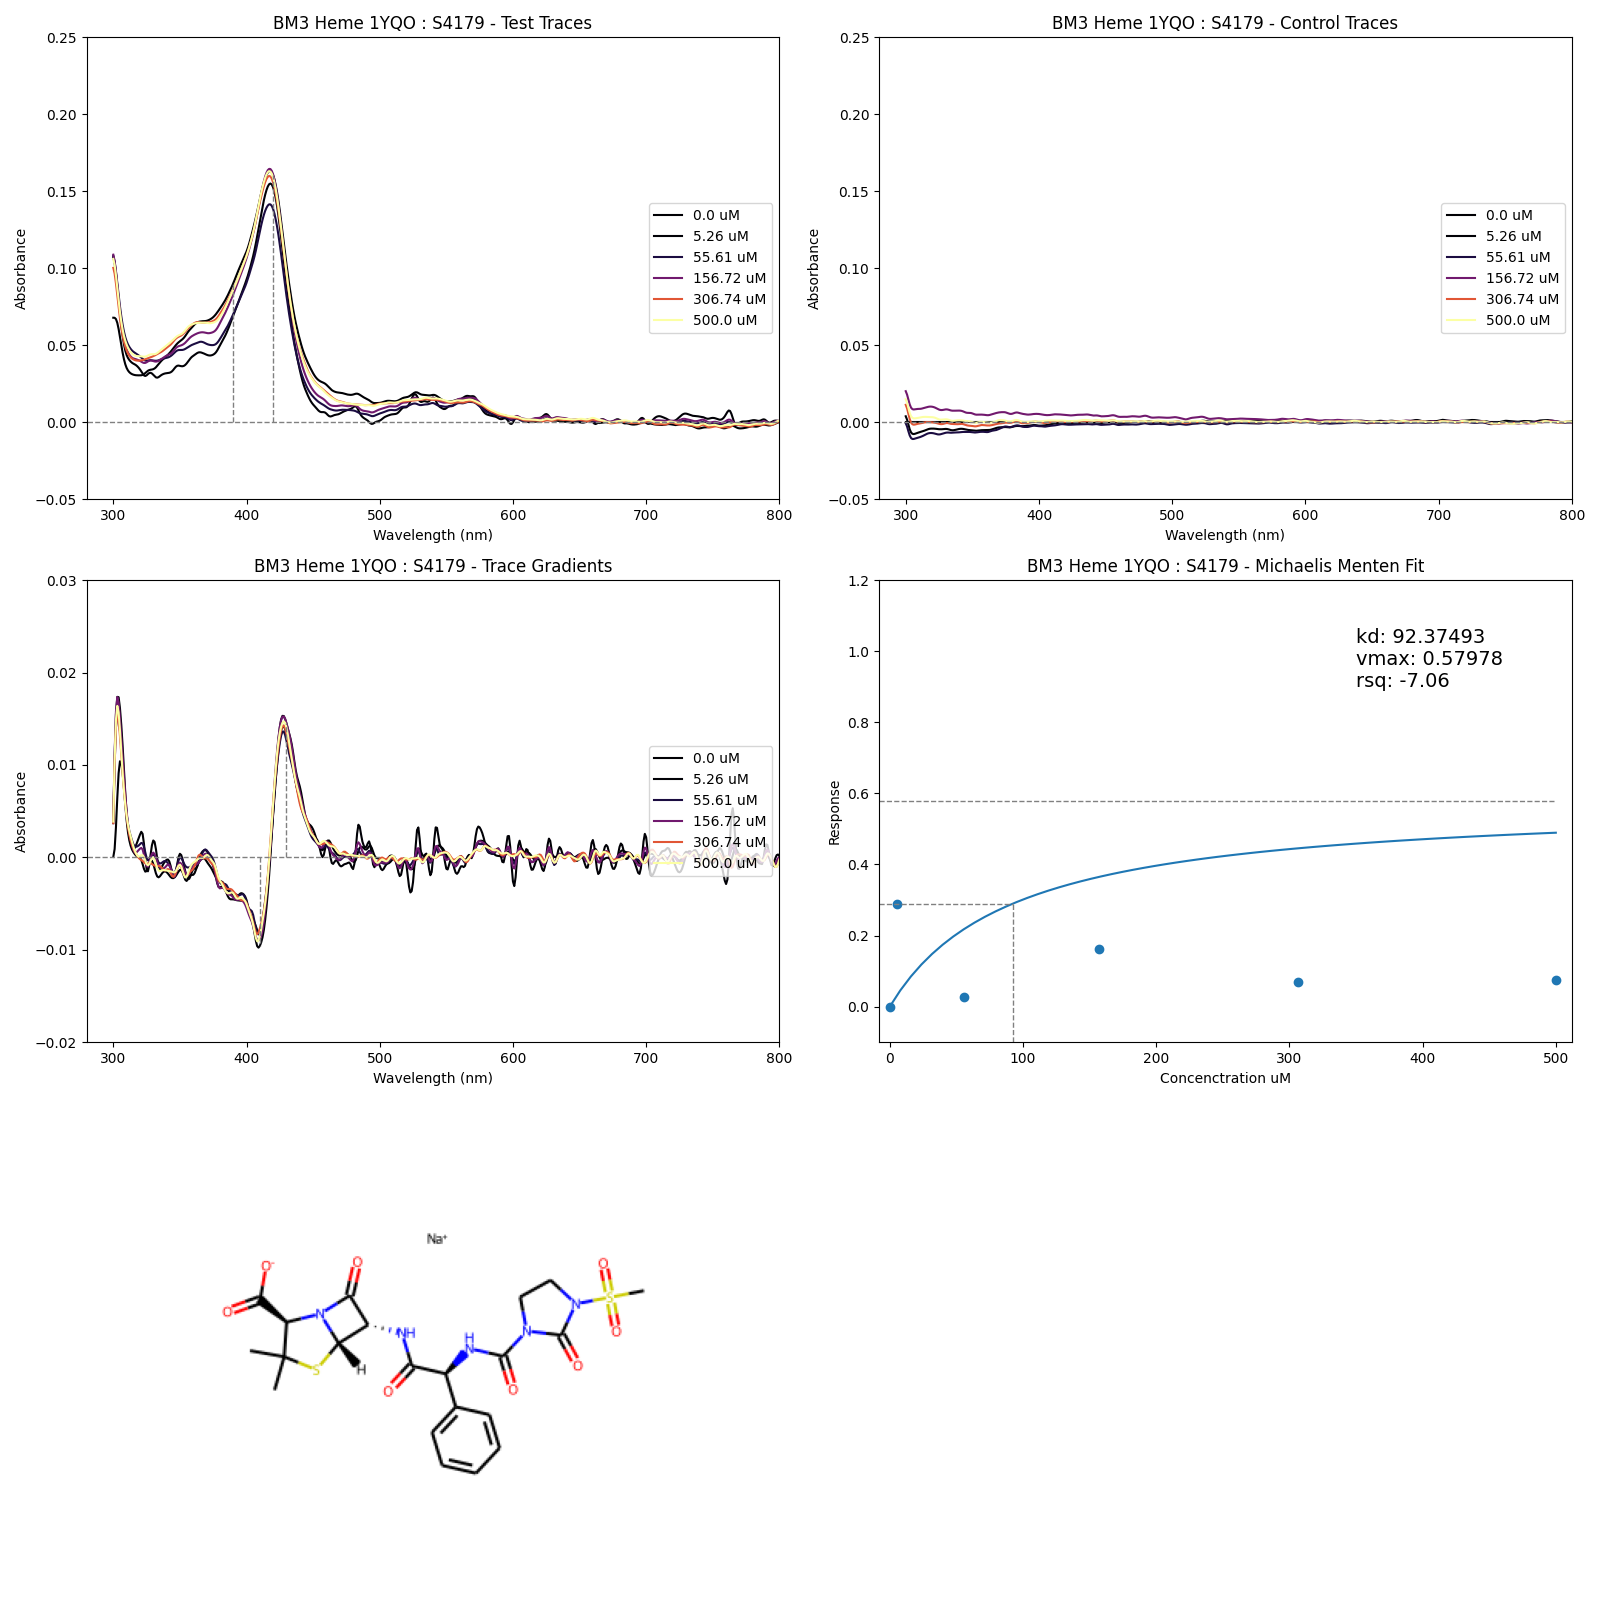 BM3 Heme 1YQO : S4179 - Test Traces
0.25
0.20
0.15
0.10
0.05
0.00
−0.05
Absorbance
300
400
500
600
700
800
Wavelength (nm)
0.0 uM
5.26 uM
55.61 uM
156.72 uM
306.74 uM
500.0 uM
BM3 Heme 1YQO : S4179 - Control Traces
0.25
0.20
0.15
0.10
0.05
0.00
−0.05
Absorbance
300
400
500
600
700
800
Wavelength (nm)
0.0 uM
5.26 uM
55.61 uM
156.72 uM
306.74 uM
500.0 uM
BM3 Heme 1YQO : S4179 - Trace Gradients
0.03
0.02
0.01
0.00
−0.01
−0.02
Absorbance
300
400
500
600
700
800
Wavelength (nm)
0.0 uM
5.26 uM
55.61 uM
156.72 uM
306.74 uM
500.0 uM
BM3 Heme 1YQO : S4179 - Michaelis Menten Fit
1.2
1.0
0.8
0.6
0.4
0.2
0.0
Response
kd: 92.37493
vmax: 0.57978
rsq: -7.06
0
100
200
300
400
500
Concenctration uM
Na⁺
O⁻
O
O
N
S
H
NH
O
H
N
O
N
O
N
O
S
O